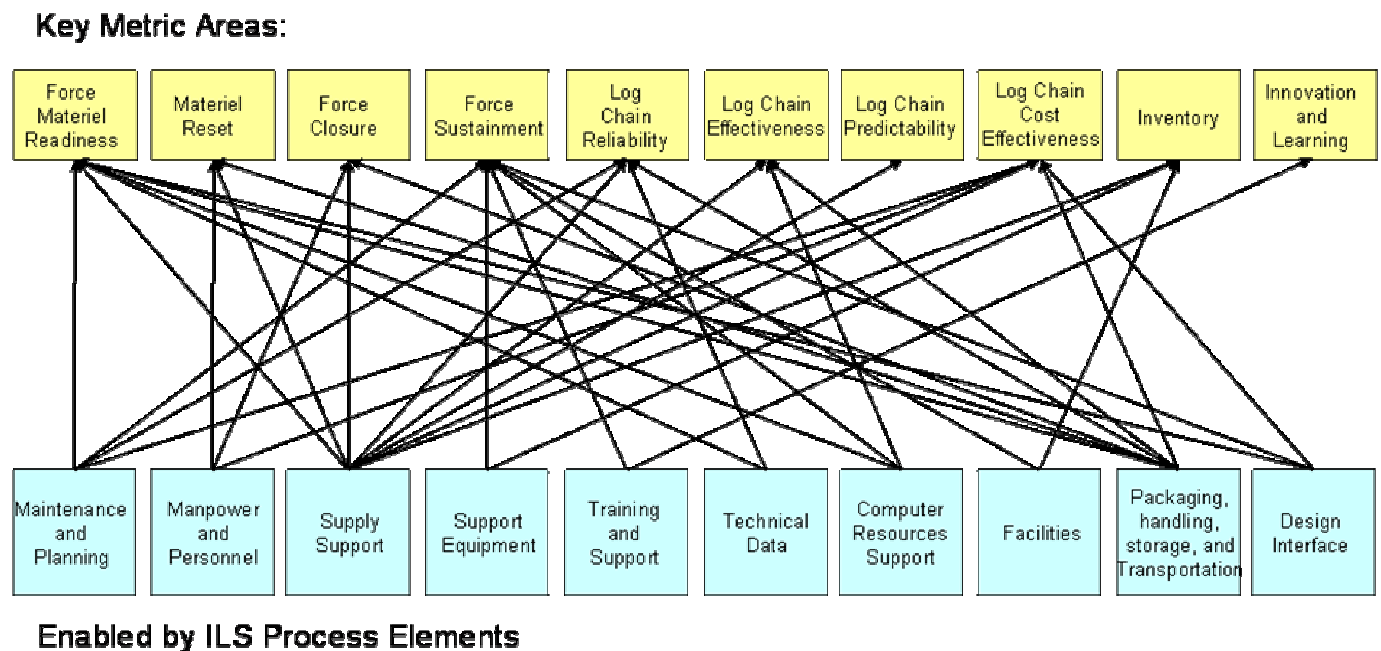 Key Metric Areas:
Force
Materiel
Readiness
Materiel
Reset
Force
Closure
Force
Sustainment
Log
Chain
Reliability
Log Chain
Effectiveness
Log Chain
Predictability
Log Chain
Cost
Effectiveness
Inventory
Innovation
and
Learning
Maintenance
and
Planning
Manpower
and
Personnel
Supply
Support
Support
Equipment
Training
and
Support
Technical
Data
Computer
Resources
Support
Facilities
Packaging,
handling,
storage, and
Transportation
Design
Interface
Enabled by ILS Process Elements